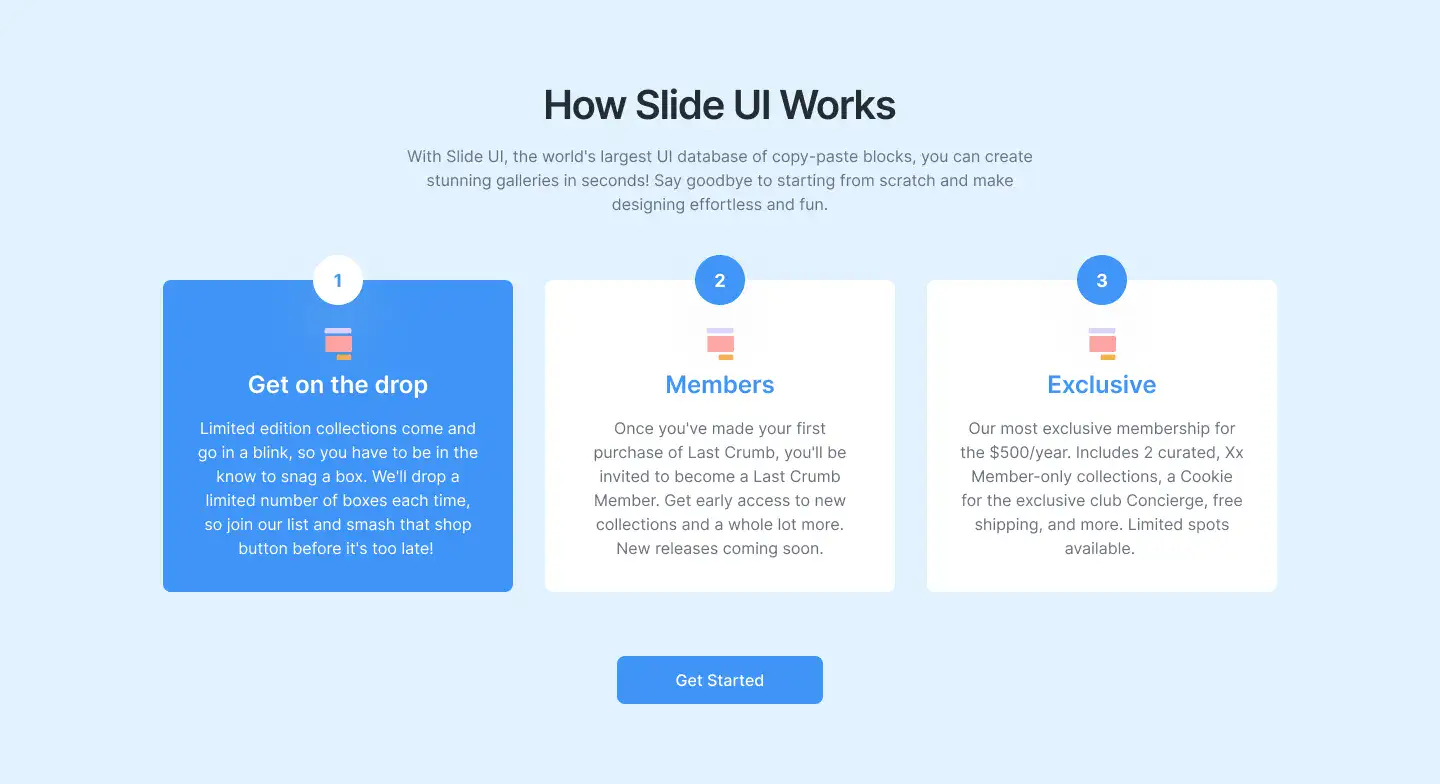 How Slide UI Works
With Slide UI, the world's largest UI database of copy-paste blocks, you can create
stunning galleries in seconds! Say goodbye to starting from scratch and make
designing effortless and fun.
1
Get on the drop
Limited edition collections come and
go in a blink, so you have to be in the
know to snag a box. We'll drop a
limited number of boxes each time,
so join our list and smash that shop
button before it's too late!
2
Members
Once you've made your first
purchase of Last Crumb, you'll be
invited to become a Last Crumb
Member. Get early access to new
collections and a whole lot more.
New releases coming soon.
3
Exclusive
Our most exclusive membership for
the $500/year. Includes 2 curated, Xx
Member-only collections, a Cookie
for the exclusive club Concierge, free
shipping, and more. Limited spots
available.
Get Started